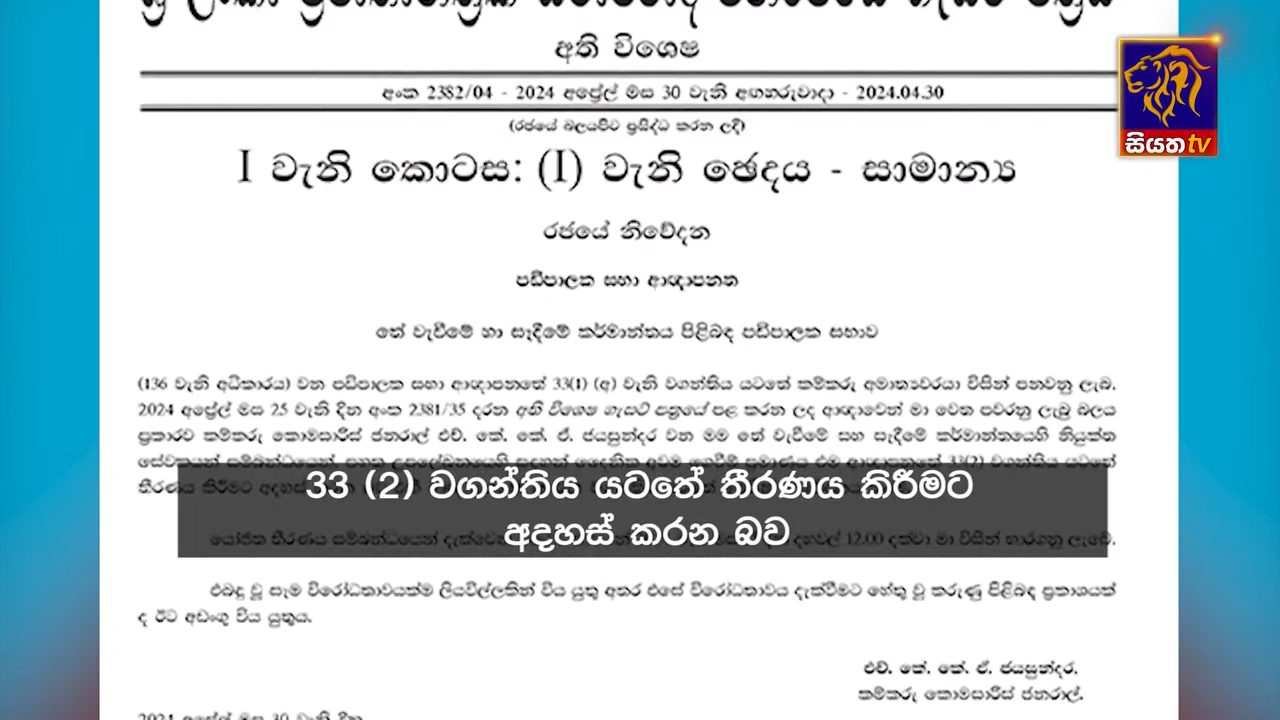 අති විශෙෂ
අංක 2382/04 - 2024 අප්‍රේල් මස 30 වැනි අඟහරුවාදා - 2024.04.30
(රජයේ බලයපිට ප්‍රසිද්ධ කරන ලදී)
I වැනි කොටස: (I) වැනි ඡෙදය - සාමාන්‍ය
රජයේ නිවේදන
පඩිපාලක සභා ආඥාපනත
තේ වැවීමේ හා සෑදීමේ කර්මාන්තය පිළිබඳ පඩිපාලක සභාව
(136 වැනි අධිකාරය) වන පඩිපාලක සභා ආඥාපනතේ 33(1) (අ) වැනි වගන්තිය යටතේ කම්කරු අමාත්‍යවරයා විසින් පනවනු ලැබ.
2024 අප්‍රේල් මස 25 වැනි දින අංක 2381/35 දරන අති විශෙෂ ගැසට් පත්‍රයේ පළ කරන ලද ආඥාවෙන් මා වෙත පවරනු ලැබූ බලය
ප්‍රකාරව කම්කරු කොමසාරිස් ජනරාල් එච්. කේ. කේ. ඒ. ජයසුන්දර වන මම තේ වැවීමේ සහ සෑදීමේ කර්මාන්තයෙහි නියුක්ත
33 (2) වගන්තිය යටතේ තීරණය කිරීමට
අදහස් කරන බව
එබඳු වූ සෑම විරෝධතාවයක්ම ලියවිල්ලකින් විය යුතු අතර එසේ විරෝධතාවය දැක්වීමට හේතු වූ කරුණු පිළිබඳ ප්‍රකාශයක්
ද ඊට අඩංගු විය යුතුය.
එච්. කේ. කේ. ඒ. ජයසුන්දර,
කම්කරු කොමසාරිස් ජනරාල්.
සියත tv